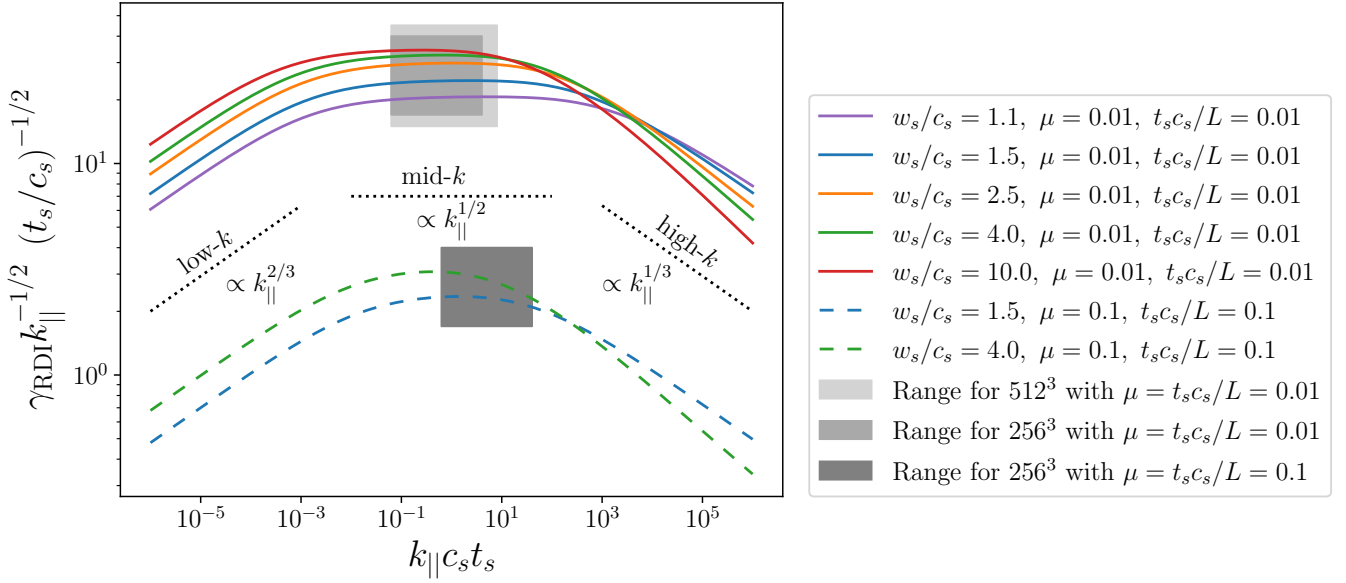 γ_RDI k_||^{-1/2} (t_s/c_s)^{-1/2}
10^1
10^0
mid-k
∝ k_||^{1/2}
low-k
∝ k_||^{2/3}
high-k
∝ k_||^{1/3}
10^{-5}
10^{-3}
10^{-1}
10^1
10^3
10^5
k_|| c_s t_s
w_s/c_s = 1.1, μ = 0.01, t_s c_s/L = 0.01
w_s/c_s = 1.5, μ = 0.01, t_s c_s/L = 0.01
w_s/c_s = 2.5, μ = 0.01, t_s c_s/L = 0.01
w_s/c_s = 4.0, μ = 0.01, t_s c_s/L = 0.01
w_s/c_s = 10.0, μ = 0.01, t_s c_s/L = 0.01
w_s/c_s = 1.5, μ = 0.1, t_s c_s/L = 0.1
w_s/c_s = 4.0, μ = 0.1, t_s c_s/L = 0.1
Range for 512^3 with μ = t_s c_s/L = 0.01
Range for 256^3 with μ = t_s c_s/L = 0.01
Range for 256^3 with μ = t_s c_s/L = 0.1